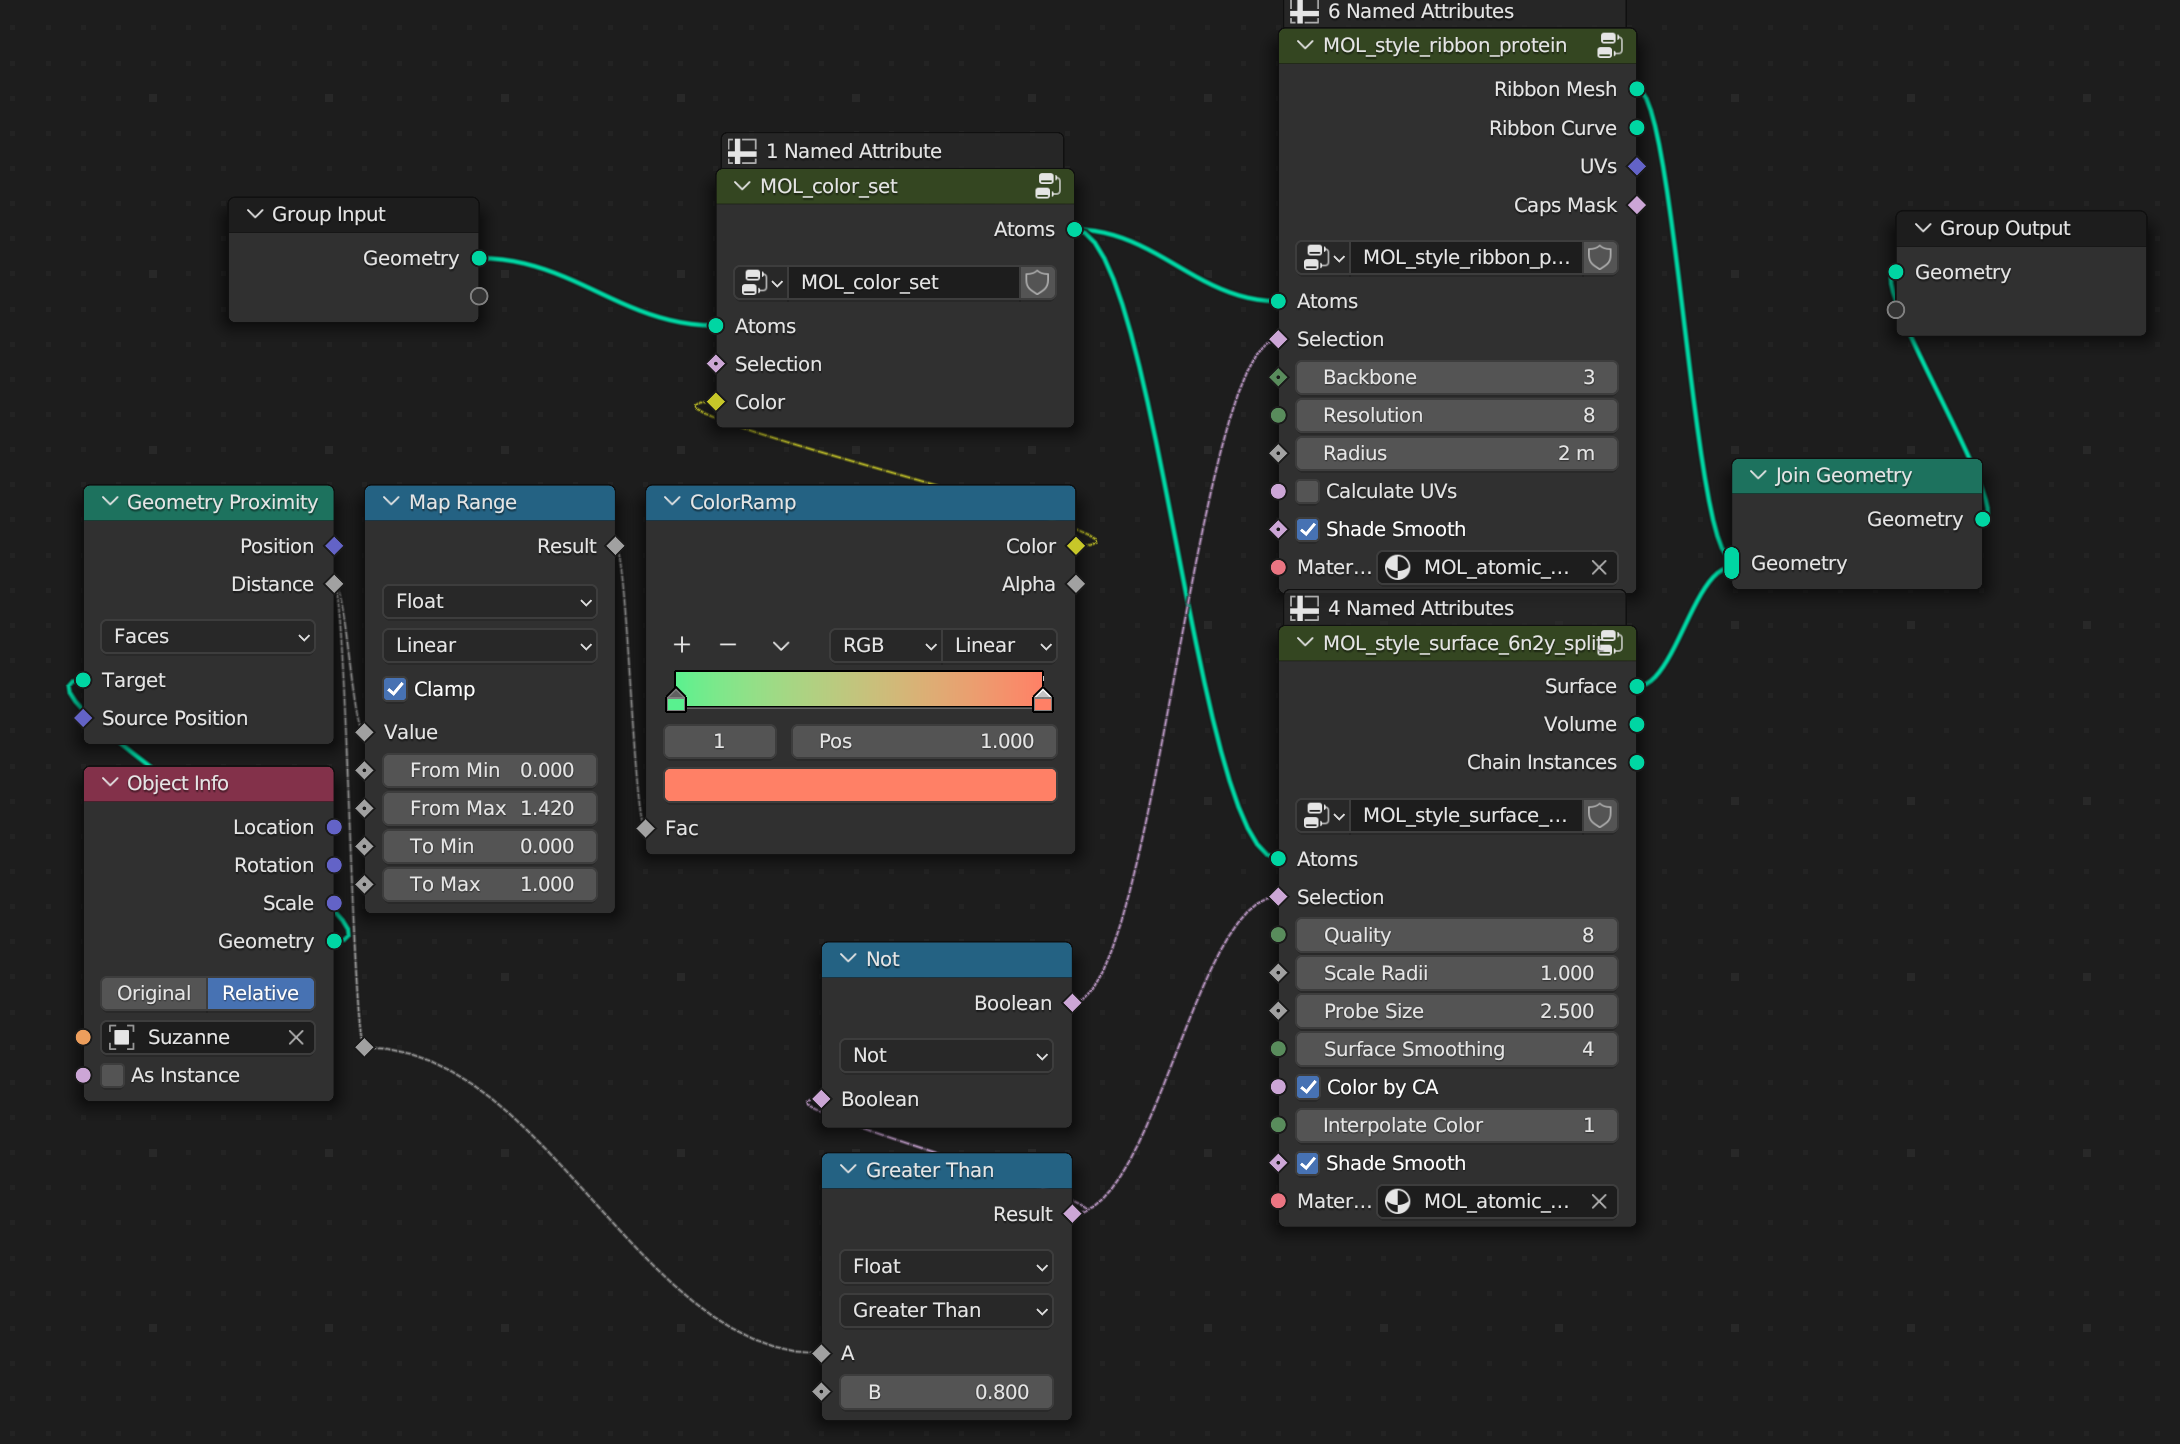 Group Input
Geometry
1 Named Attribute
MOL_color_set
Atoms
MOL_color_set
Atoms
Selection
Color
Geometry Proximity
Position
Distance
Faces
Target
Source Position
Object Info
Location
Rotation
Scale
Geometry
Original Relative
Suzanne
As Instance
Map Range
Result
Float
Linear
Clamp
Value
From Min 0.000
From Max 1.420
To Min 0.000
To Max 1.000
ColorRamp
Color
Alpha
RGB Linear
1 Pos 1.000
Fac
Not
Boolean
Not
Boolean
Greater Than
Result
Float
Greater Than
A
B 0.800
6 Named Attributes
MOL_style_ribbon_protein
Ribbon Mesh
Ribbon Curve
UVs
Caps Mask
MOL_style_ribbon_p...
Atoms
Selection
Backbone 3
Resolution 8
Radius 2 m
Calculate UVs
Shade Smooth
Mater... MOL_atomic_...
4 Named Attributes
MOL_style_surface_6n2y_split
Surface
Volume
Chain Instances
MOL_style_surface_...
Atoms
Selection
Quality 8
Scale Radii 1.000
Probe Size 2.500
Surface Smoothing 4
Color by CA
Interpolate Color 1
Shade Smooth
Mater... MOL_atomic_...
Join Geometry
Geometry
Geometry
Group Output
Geometry